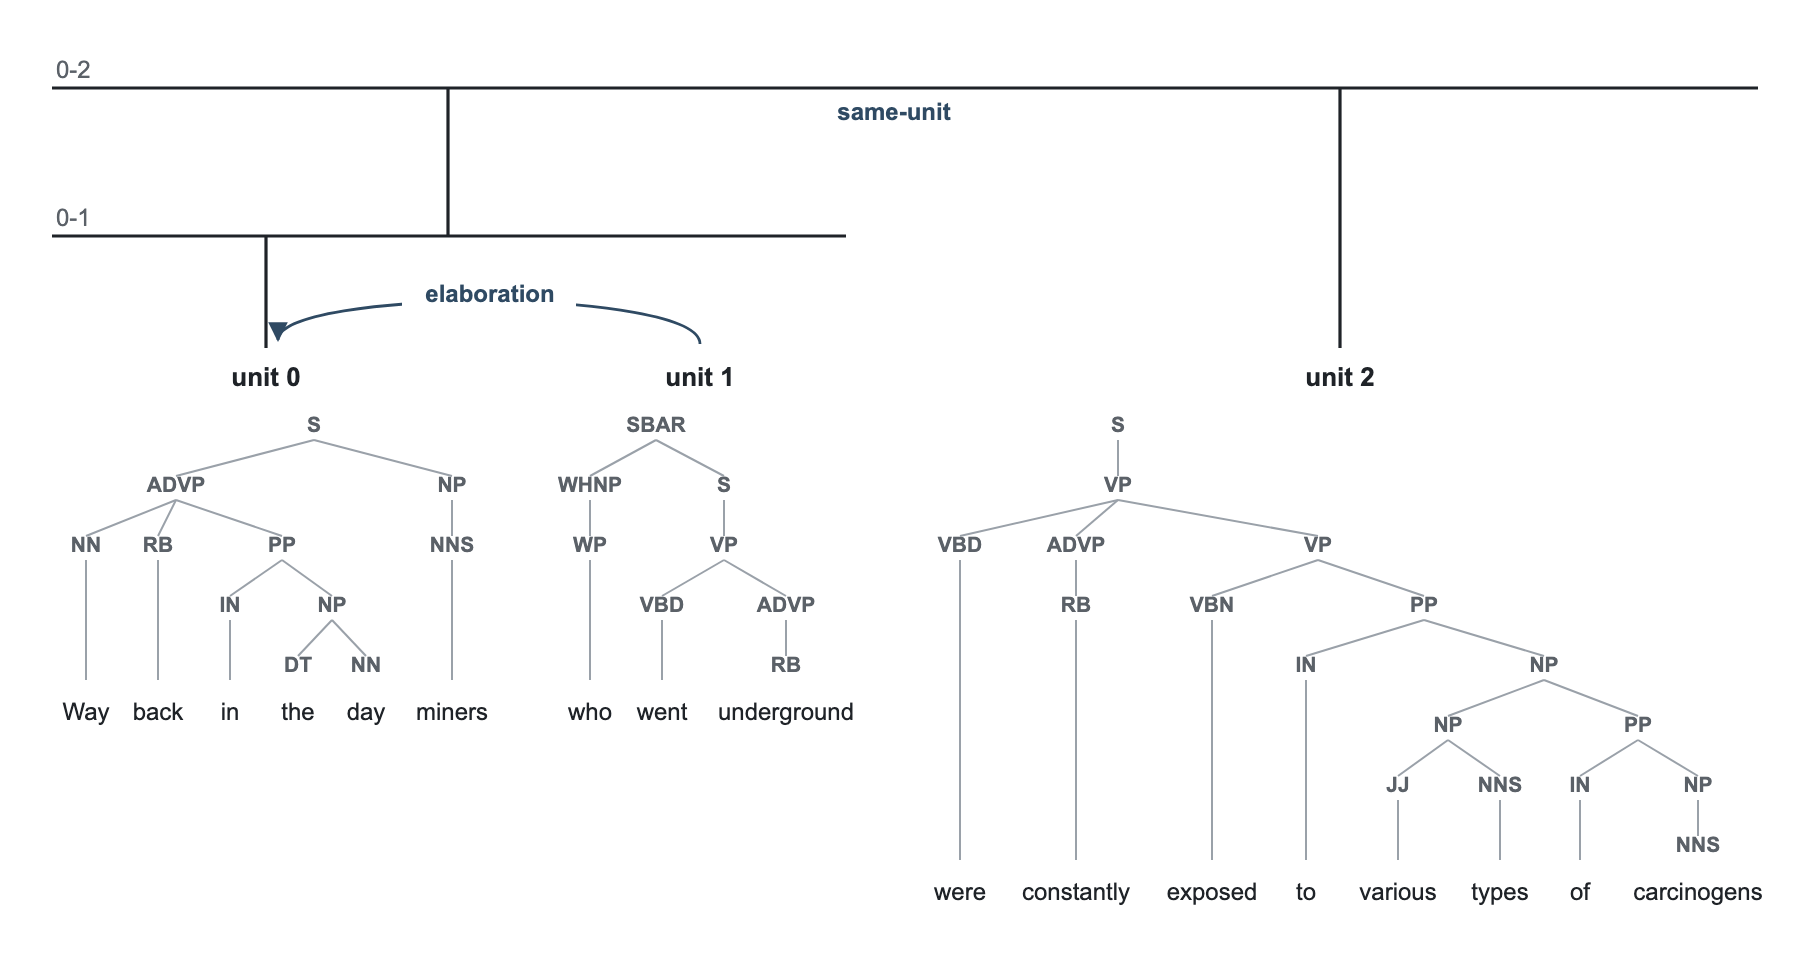 0-2
same-unit
0-1
elaboration
unit 0 unit 1 unit 2
S SBAR S
ADVP NP WHNP S VP
NN RB PP NNS WP VP VBD ADVP VP
IN NP VBD ADVP RB VBN PP
DT NN RB IN NP
Way back in the day miners who went underground
NP PP
JJ NNS IN NP
NNS
were constantly exposed to various types of carcinogens